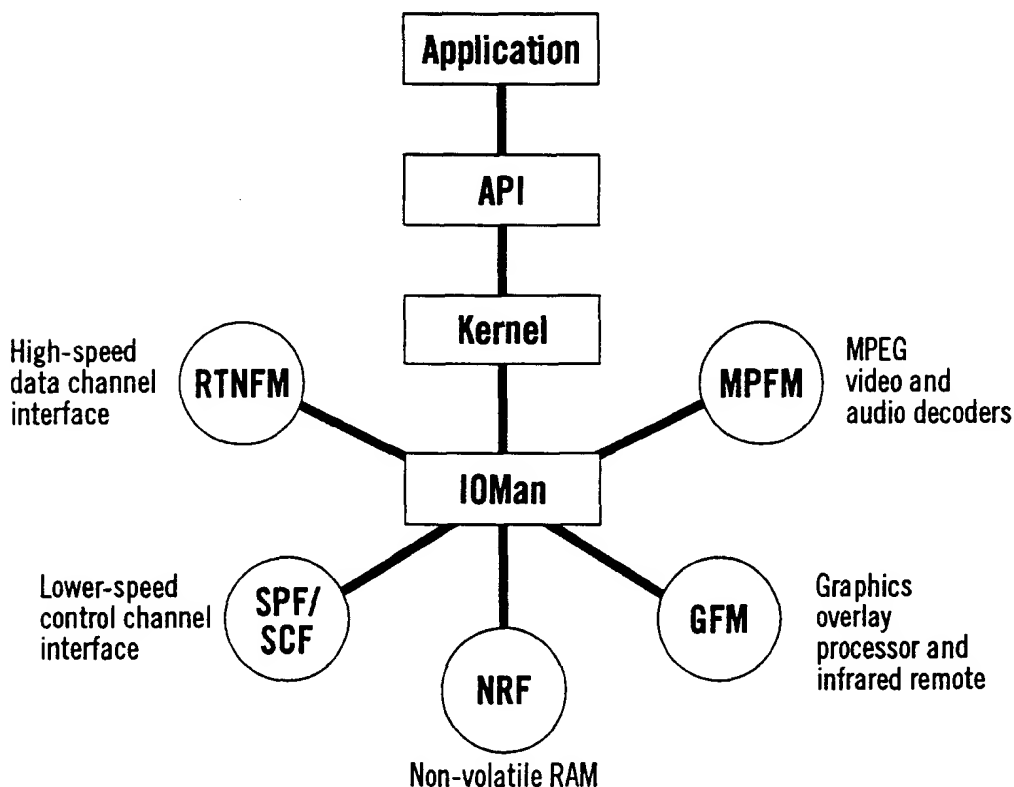 Application
API
Kernel
High-speed
data channel
interface
RTNFM
MPFM
MPEG
video and
audio decoders
IOMan
Lower-speed
control channel
interface
SPF/
SCF
NRF
Non-volatile RAM
GFM
Graphics
overlay
processor and
infrared remote